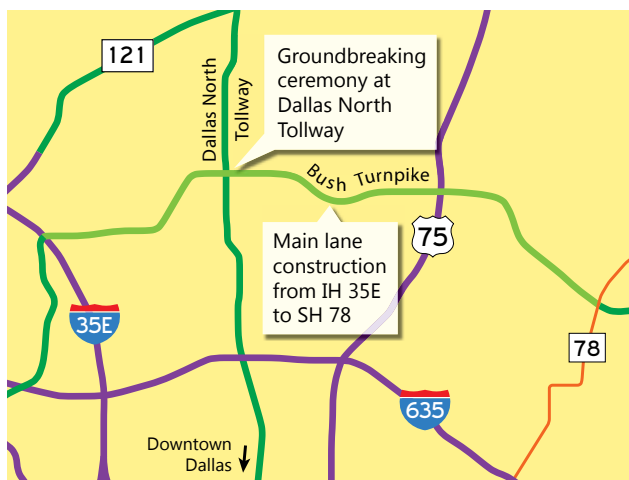 121
Dallas North
Tollway
Groundbreaking
ceremony at
Dallas North
Tollway
Bush Turnpike
75
Main lane
construction
from IH 35E
to SH 78
35E
78
635
Downtown
Dallas